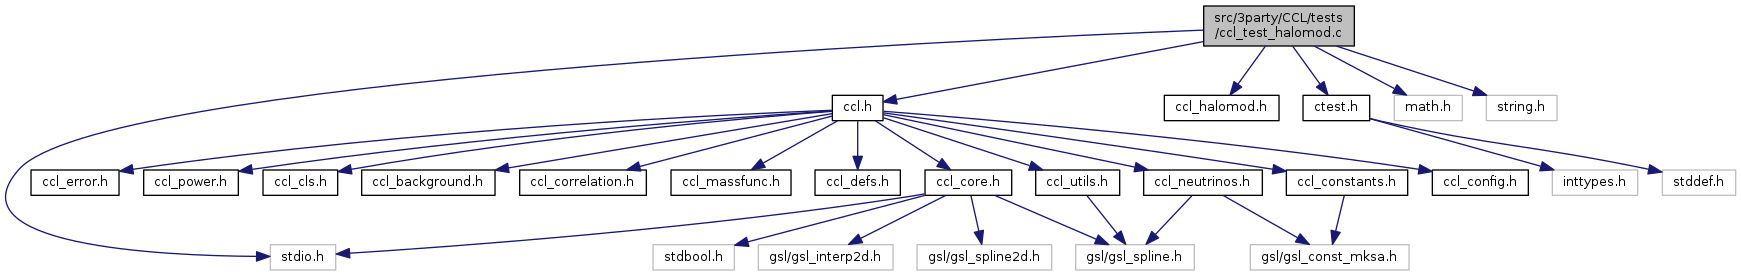 src/3party/CCL/tests
/ccl_test_halomod.c
ccl.h
ccl_halomod.h
ctest.h
math.h
string.h
ccl_error.h
ccl_power.h
ccl_cls.h
ccl_background.h
ccl_correlation.h
ccl_massfunc.h
ccl_defs.h
ccl_core.h
ccl_utils.h
ccl_neutrinos.h
ccl_constants.h
ccl_config.h
inttypes.h
stddef.h
stdio.h
stdbool.h
gsl/gsl_interp2d.h
gsl/gsl_spline2d.h
gsl/gsl_spline.h
gsl/gsl_const_mksa.h